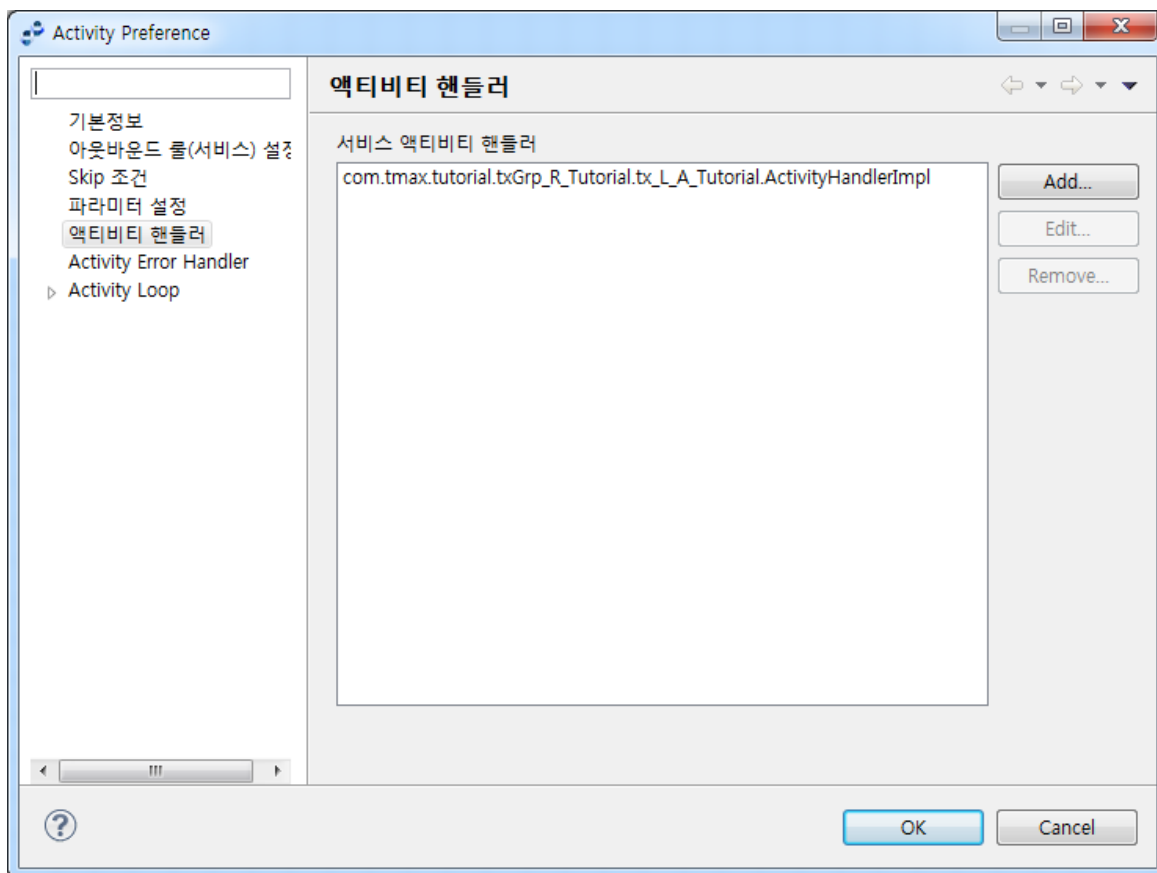 Activity Preference
액티비티 핸들러
기본정보
아웃바운드 룰(서비스) 설정
Skip 조건
파라미터 설정
액티비티 핸들러
Activity Error Handler
Activity Loop
서비스 액티비티 핸들러
com.tmax.tutorial.txGrp_R_Tutorial.tx_L_A_Tutorial.ActivityHandlerImpl
Add...
Edit...
Remove...
OK
Cancel